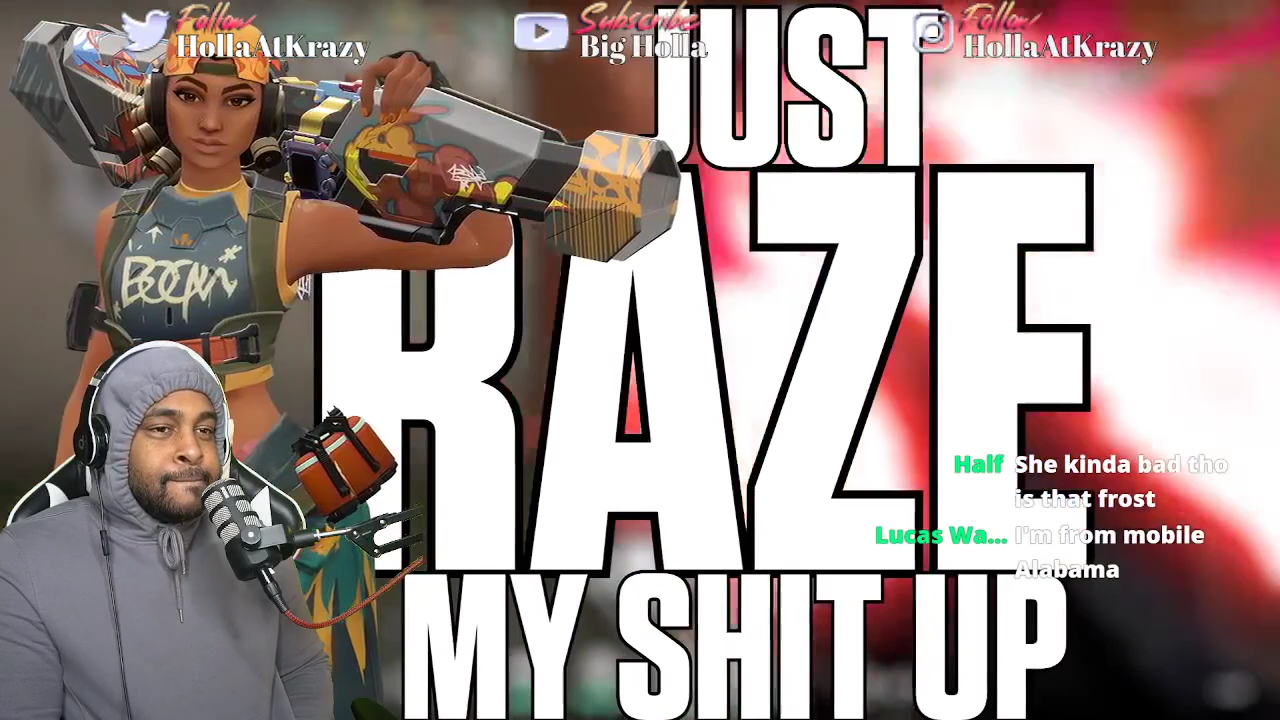 Follow
HollaAtKrazy
Subscribe
Big Holla
Follow
HollaAtKrazy
JUST
RAZE
MY SHIT UP
BOOM
Half She kinda bad tho
is that frost
Lucas Wa... I'm from mobile
Alabama